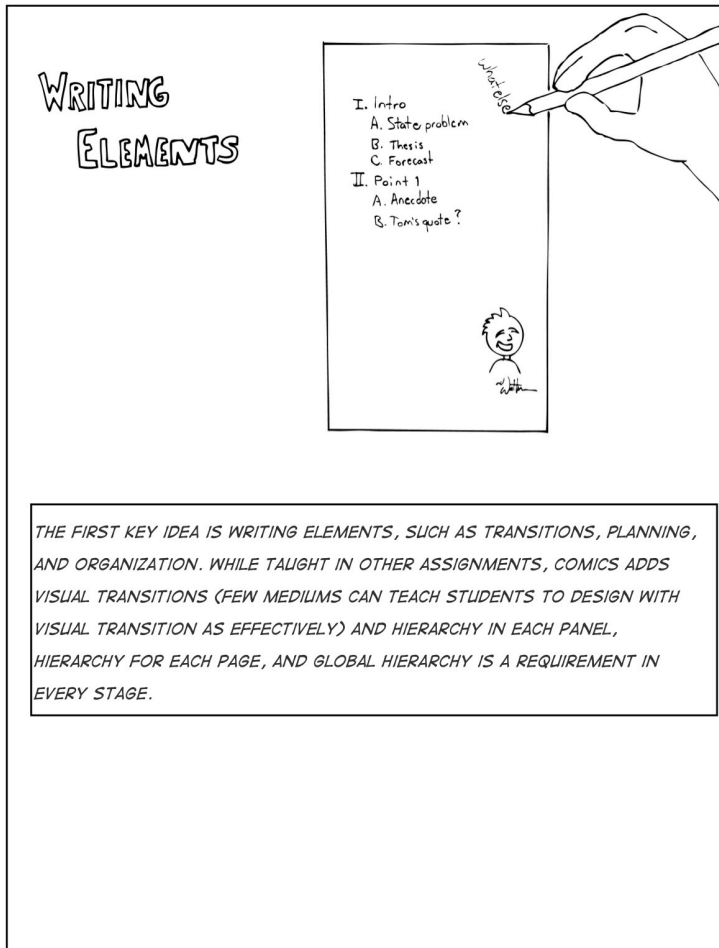 WRITING
ELEMENTS
What else
I. Intro
A. State problem
B. Thesis
C. Forecast
II. Point 1
A. Anecdote
B. Tom's quote?
THE FIRST KEY IDEA IS WRITING ELEMENTS, SUCH AS TRANSITIONS, PLANNING,
AND ORGANIZATION. WHILE TAUGHT IN OTHER ASSIGNMENTS, COMICS ADDS
VISUAL TRANSITIONS (FEW MEDIUMS CAN TEACH STUDENTS TO DESIGN WITH
VISUAL TRANSITION AS EFFECTIVELY) AND HIERARCHY IN EACH PANEL,
HIERARCHY FOR EACH PAGE, AND GLOBAL HIERARCHY IS A REQUIREMENT IN
EVERY STAGE.